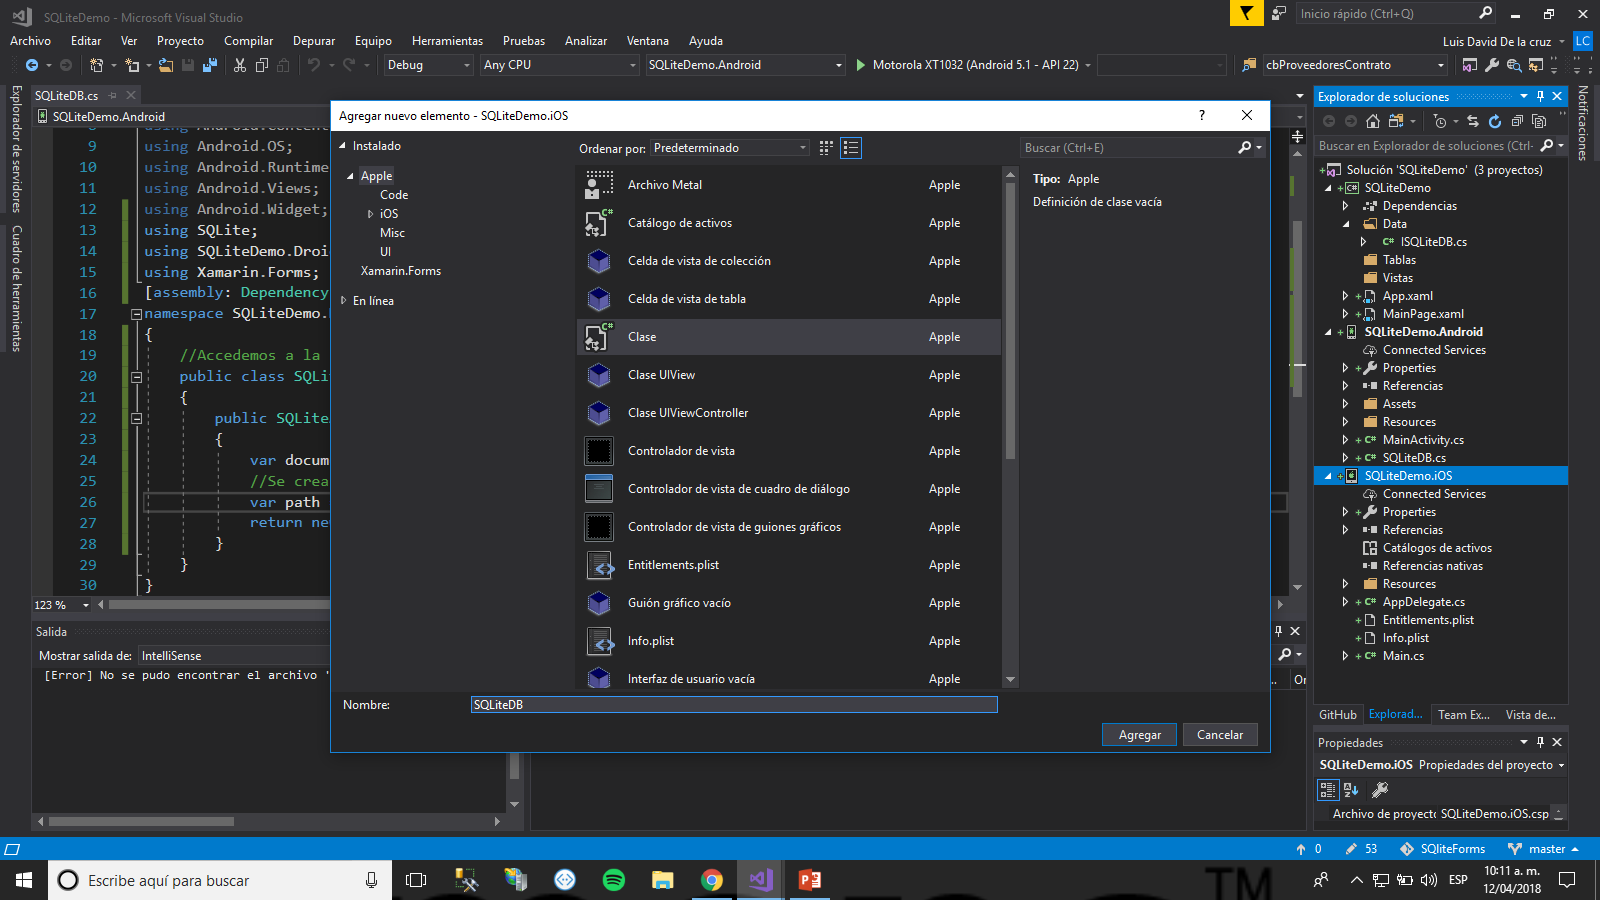 SQLiteDemo - Microsoft Visual Studio
Inicio rápido (Ctrl+Q)
Archivo Editar Ver Proyecto Compilar Depurar Equipo Herramientas Pruebas Analizar Ventana Ayuda
Luis David De la cruz LC
Debug Any CPU SQLiteDemo.Android Motorola XT1032 (Android 5.1 - API 22) cbProveedoresContrato
Explorador de servidores
Cuadro de herramientas
SQLiteDB.cs
SQLiteDemo.Android
9 using Android.OS;
10 using Android.Runtime
11 using Android.Views;
12 using Android.Widget;
13 using SQLite;
14 using SQLiteDemo.Droi
15 using Xamarin.Forms;
16 [assembly: Dependency
17 namespace SQLiteDemo.
18 {
19 //Accedemos a la
20 public class SQLi
21 {
22 public SQLite
23 {
24 var docum
25 //Se crea
26 var path
27 return new
28 }
29 }
30 }
123 %
Salida
Mostrar salida de: IntelliSense
[Error] No se pudo encontrar el archivo '
Agregar nuevo elemento - SQLiteDemo.iOS
?
Instalado
Apple
Code
iOS
Misc
UI
Xamarin.Forms
En línea
Ordenar por: Predeterminado
Archivo Metal Apple
Catálogo de activos Apple
Celda de vista de colección Apple
Celda de vista de tabla Apple
Clase Apple
Clase UIView Apple
Clase UIViewController Apple
Controlador de vista Apple
Controlador de vista de cuadro de diálogo Apple
Controlador de vista de guiones gráficos Apple
Entitlements.plist Apple
Guión gráfico vacío Apple
Info.plist Apple
Interfaz de usuario vacía Apple
Buscar (Ctrl+E)
Tipo: Apple
Definición de clase vacía
Nombre: SQLiteDB
Agregar Cancelar
Explorador de soluciones
Buscar en Explorador de soluciones (Ctrl-
Solución 'SQLiteDemo' (3 proyectos)
SQLiteDemo
Dependencias
Data
ISQLiteDB.cs
Tablas
Vistas
App.xaml
MainPage.xaml
SQLiteDemo.Android
Connected Services
Properties
Referencias
Assets
Resources
MainActivity.cs
SQLiteDB.cs
SQLiteDemo.iOS
Connected Services
Properties
Referencias
Catálogos de activos
Referencias nativas
Resources
AppDelegate.cs
Entitlements.plist
Info.plist
Main.cs
GitHub Explorad... Team Ex... Vista de...
Notificaciones
Propiedades
SQLiteDemo.iOS Propiedades del proyecto
Archivo de proyecto SQLiteDemo.iOS.csp
0 53 SQliteForms master
Escribe aquí para buscar
TM
ESP
10:11 a. m.
12/04/2018